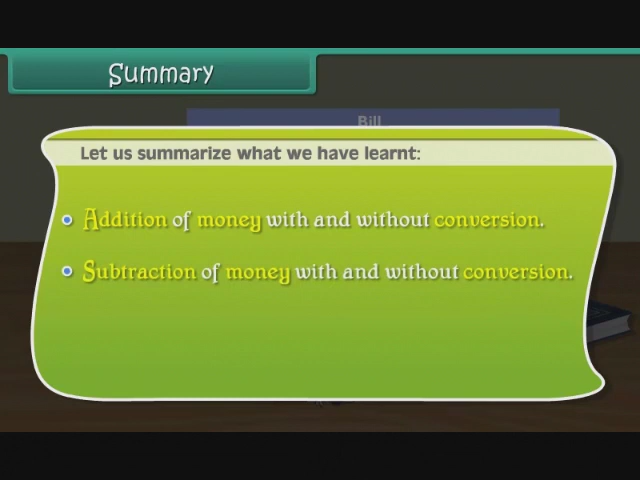 Summary
Bill
Let us summarize what we have learnt:
Addition of money with and without conversion.
Subtraction of money with and without conversion.